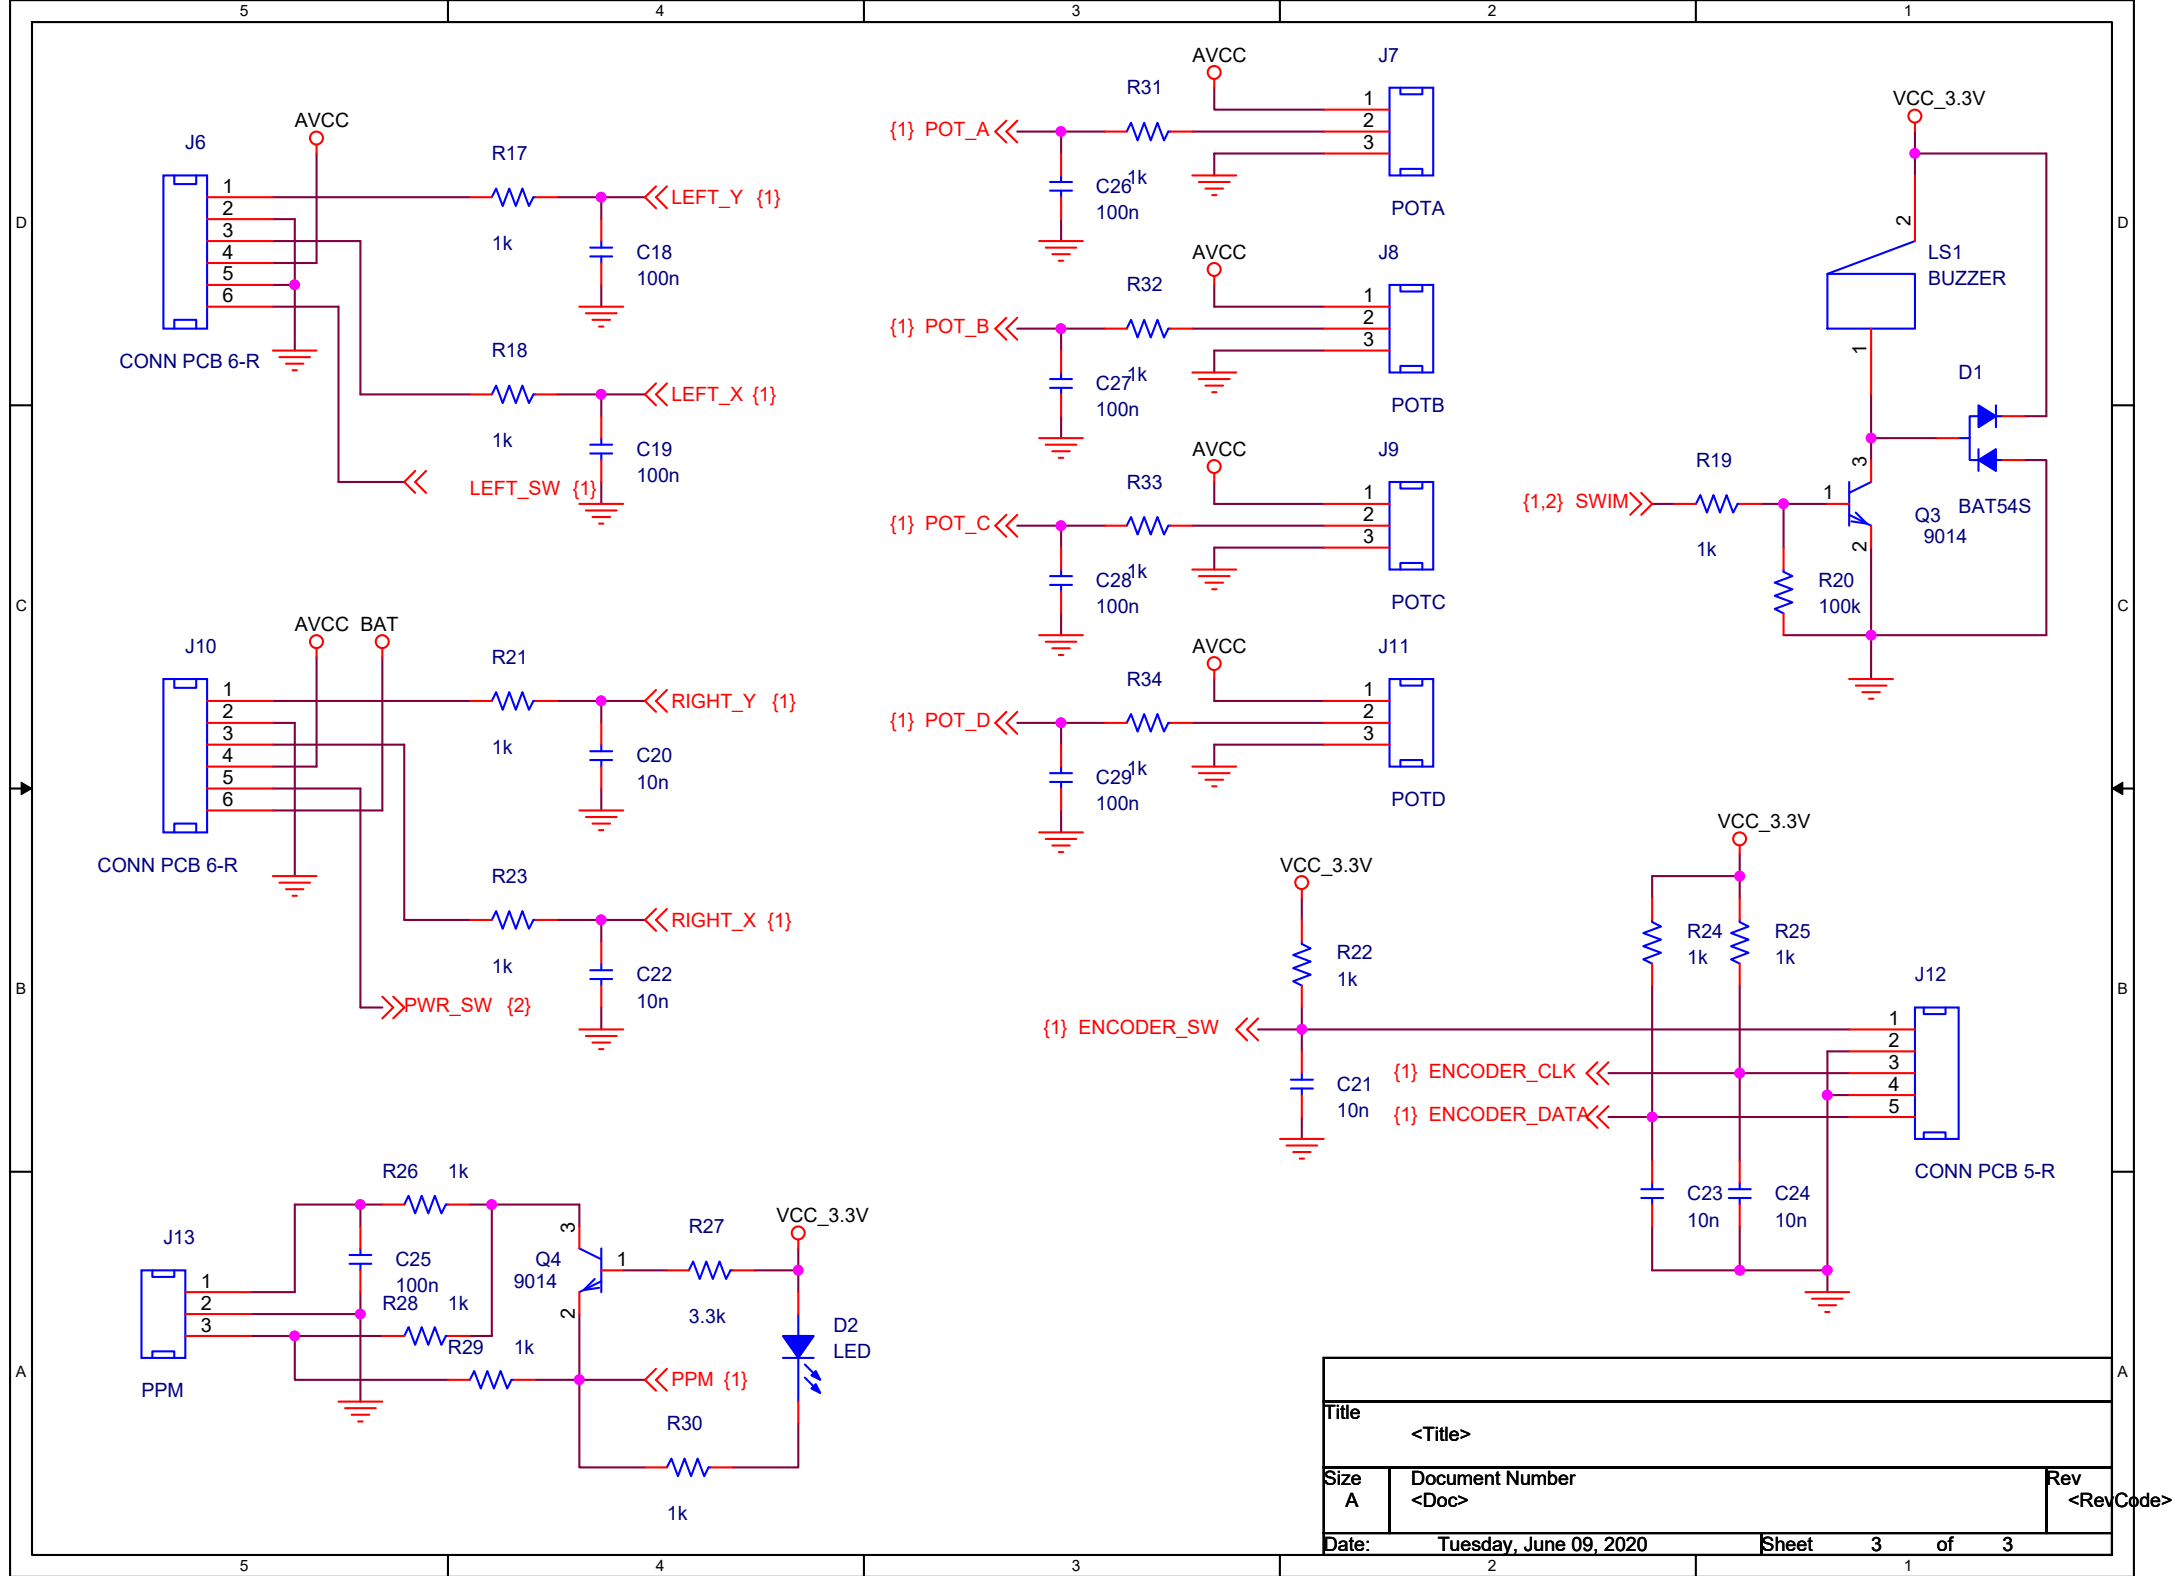 5 4 3 2 1
D
C
B
A
D
C
B
A
J6
AVCC
1
2
3
4
5
6
CONN PCB 6-R
R17
1k
LEFT_Y {1}
C18
100n
R18
1k
LEFT_X {1}
C19
100n
LEFT_SW {1}
J10
AVCC BAT
1
2
3
4
5
6
CONN PCB 6-R
R21
1k
RIGHT_Y {1}
C20
10n
R23
1k
RIGHT_X {1}
C22
10n
PWR_SW {2}
J13
1
2
3
PPM
R26 1k
C25
100n
R28 1k
R29 1k
Q4
9014
3
1
2
R27
3.3k
VCC_3.3V
D2
LED
PPM {1}
R30
1k
AVCC
J7
R31
{1} POT_A
1
2
3
C26
1k
100n
POTA
AVCC
J8
R32
{1} POT_B
1
2
3
C27
1k
100n
POTB
AVCC
J9
R33
{1} POT_C
1
2
3
C28
1k
100n
POTC
AVCC
J11
R34
{1} POT_D
1
2
3
C29
1k
100n
POTD
VCC_3.3V
2
LS1
BUZZER
1
D1
BAT54S
R19
{1,2} SWIM
1k
1
3
2
Q3
9014
R20
100k
VCC_3.3V
R22
1k
{1} ENCODER_SW
C21
10n
VCC_3.3V
R24
1k
R25
1k
{1} ENCODER_CLK
{1} ENCODER_DATA
J12
1
2
3
4
5
CONN PCB 5-R
C23
10n
C24
10n
Title
<Title>
Size
A
Document Number
<Doc>
Rev
<RevCode>
Date: Tuesday, June 09, 2020 Sheet 3 of 3
5 4 3 2 1